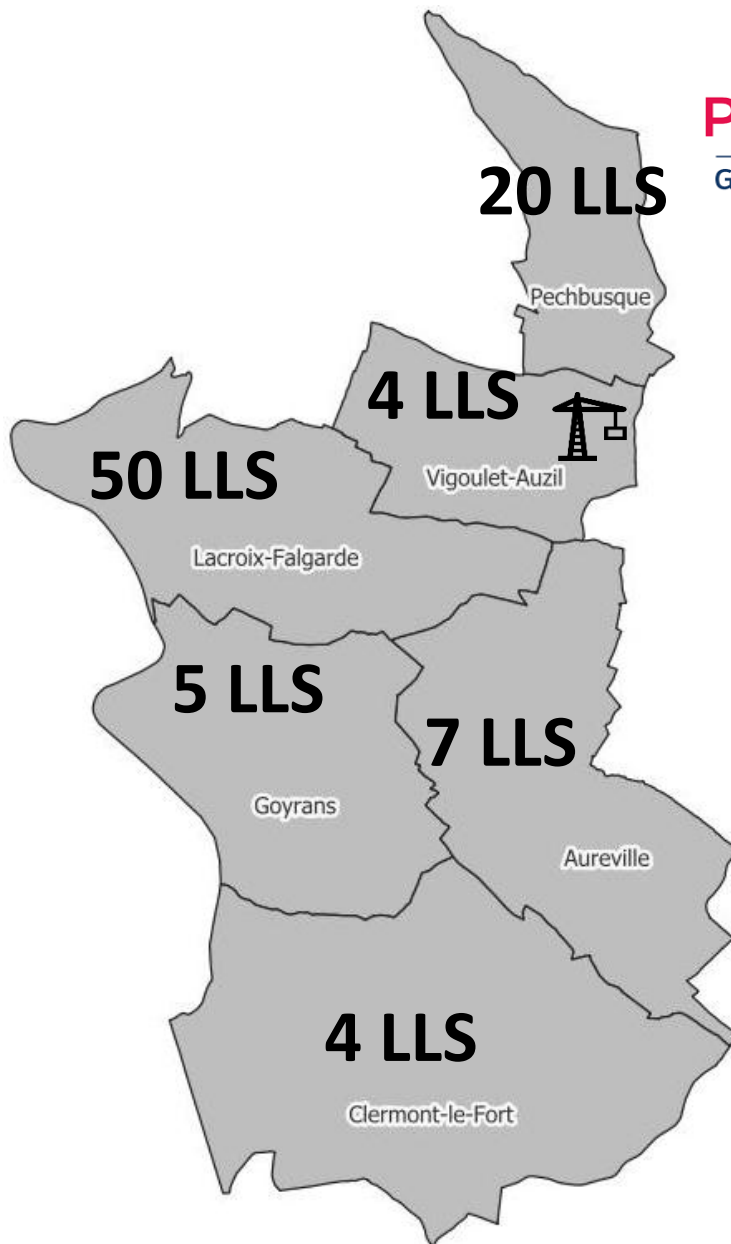 P
G
20 LLS
Pechbusque
4 LLS
Vigoulet-Auzil
50 LLS
Lacroix-Falgarde
5 LLS
Goyrans
7 LLS
Aureville
4 LLS
Clermont-le-Fort